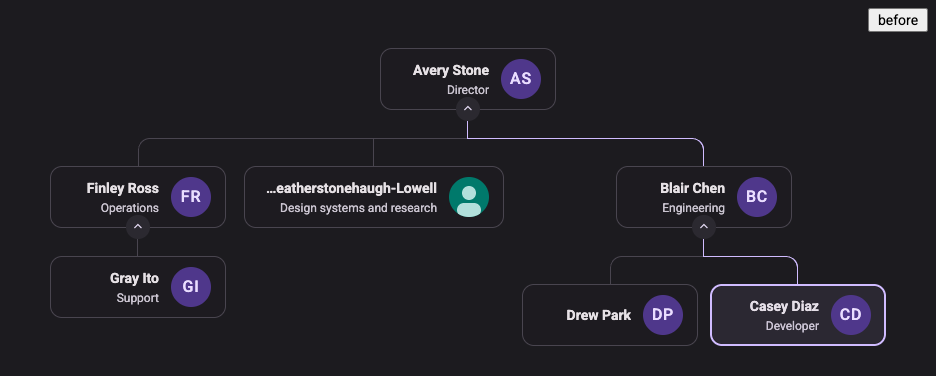 before
Avery Stone
Director
AS
Finley Ross
Operations
FR
...eatherstonehaugh-Lowell
Design systems and research
Blair Chen
Engineering
BC
Gray Ito
Support
GI
Drew Park
DP
Casey Diaz
Developer
CD